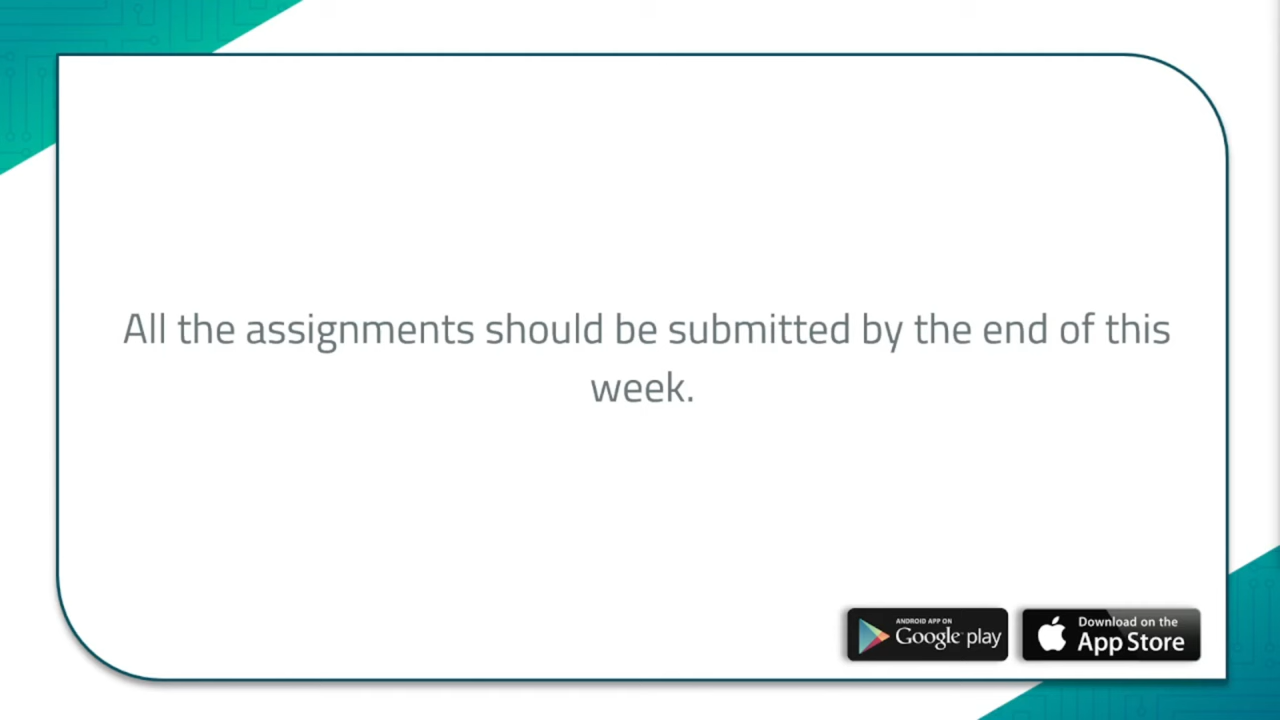 All the assignments should be submitted by the end of this
week.
ANDROID APP ON
Google play
Download on the
App Store